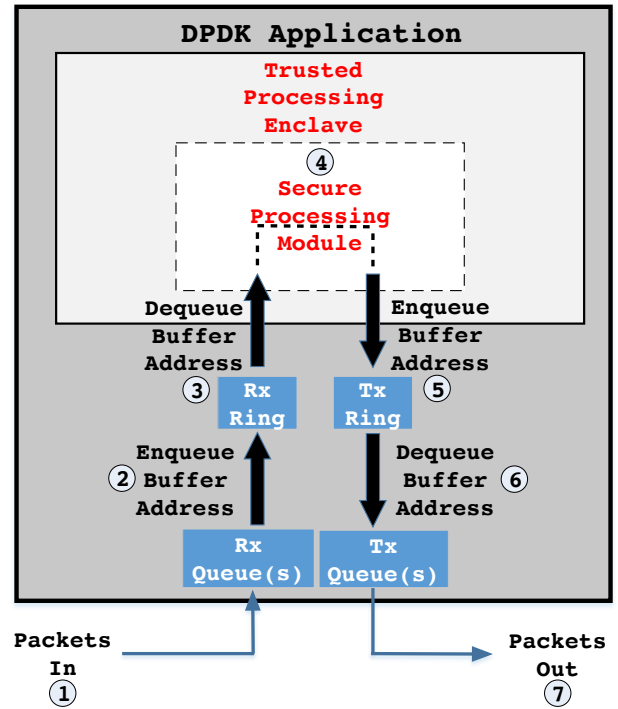 DPDK Application
Trusted
Processing
Enclave
4
Secure
Processing
Module
Dequeue
Buffer
Address
3
Enqueue
Buffer
Address
5
Rx
Ring
Tx
Ring
Enqueue
2 Buffer
Address
Dequeue
Buffer 6
Address
Rx
Queue(s)
Tx
Queue(s)
Packets
In
1
Packets
Out
7